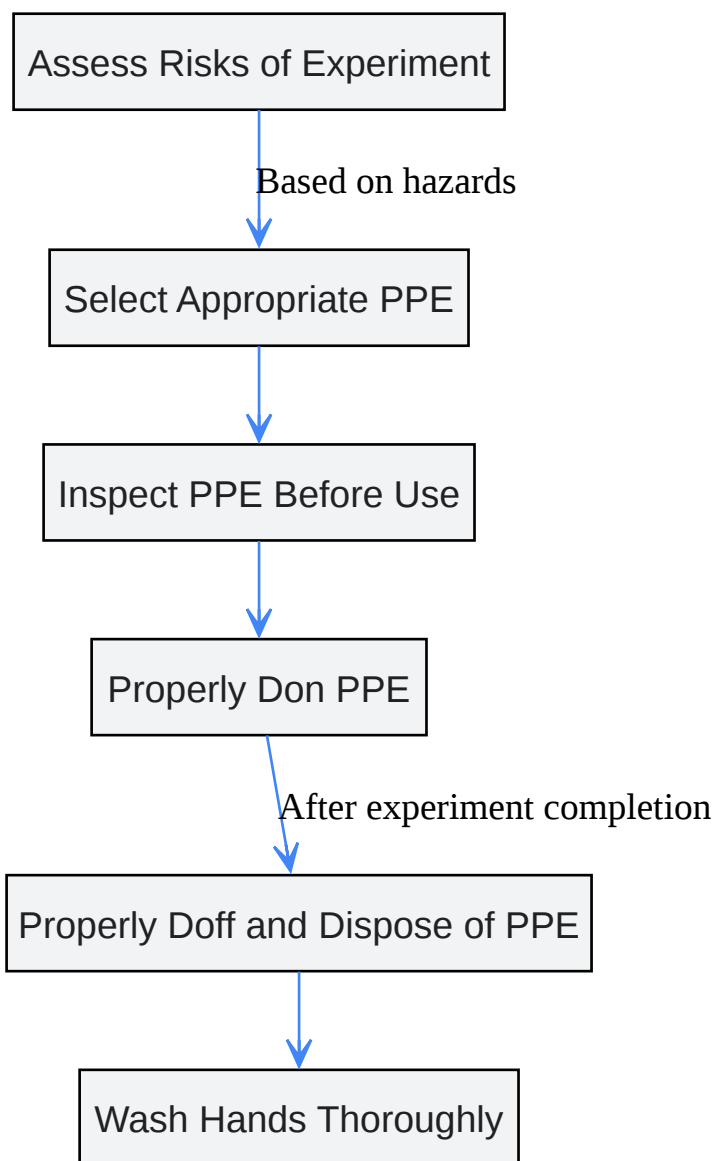 Assess Risks of Experiment
Based on hazards
Select Appropriate PPE
Inspect PPE Before Use
Properly Don PPE
After experiment completion
Properly Doff and Dispose of PPE
Wash Hands Thoroughly